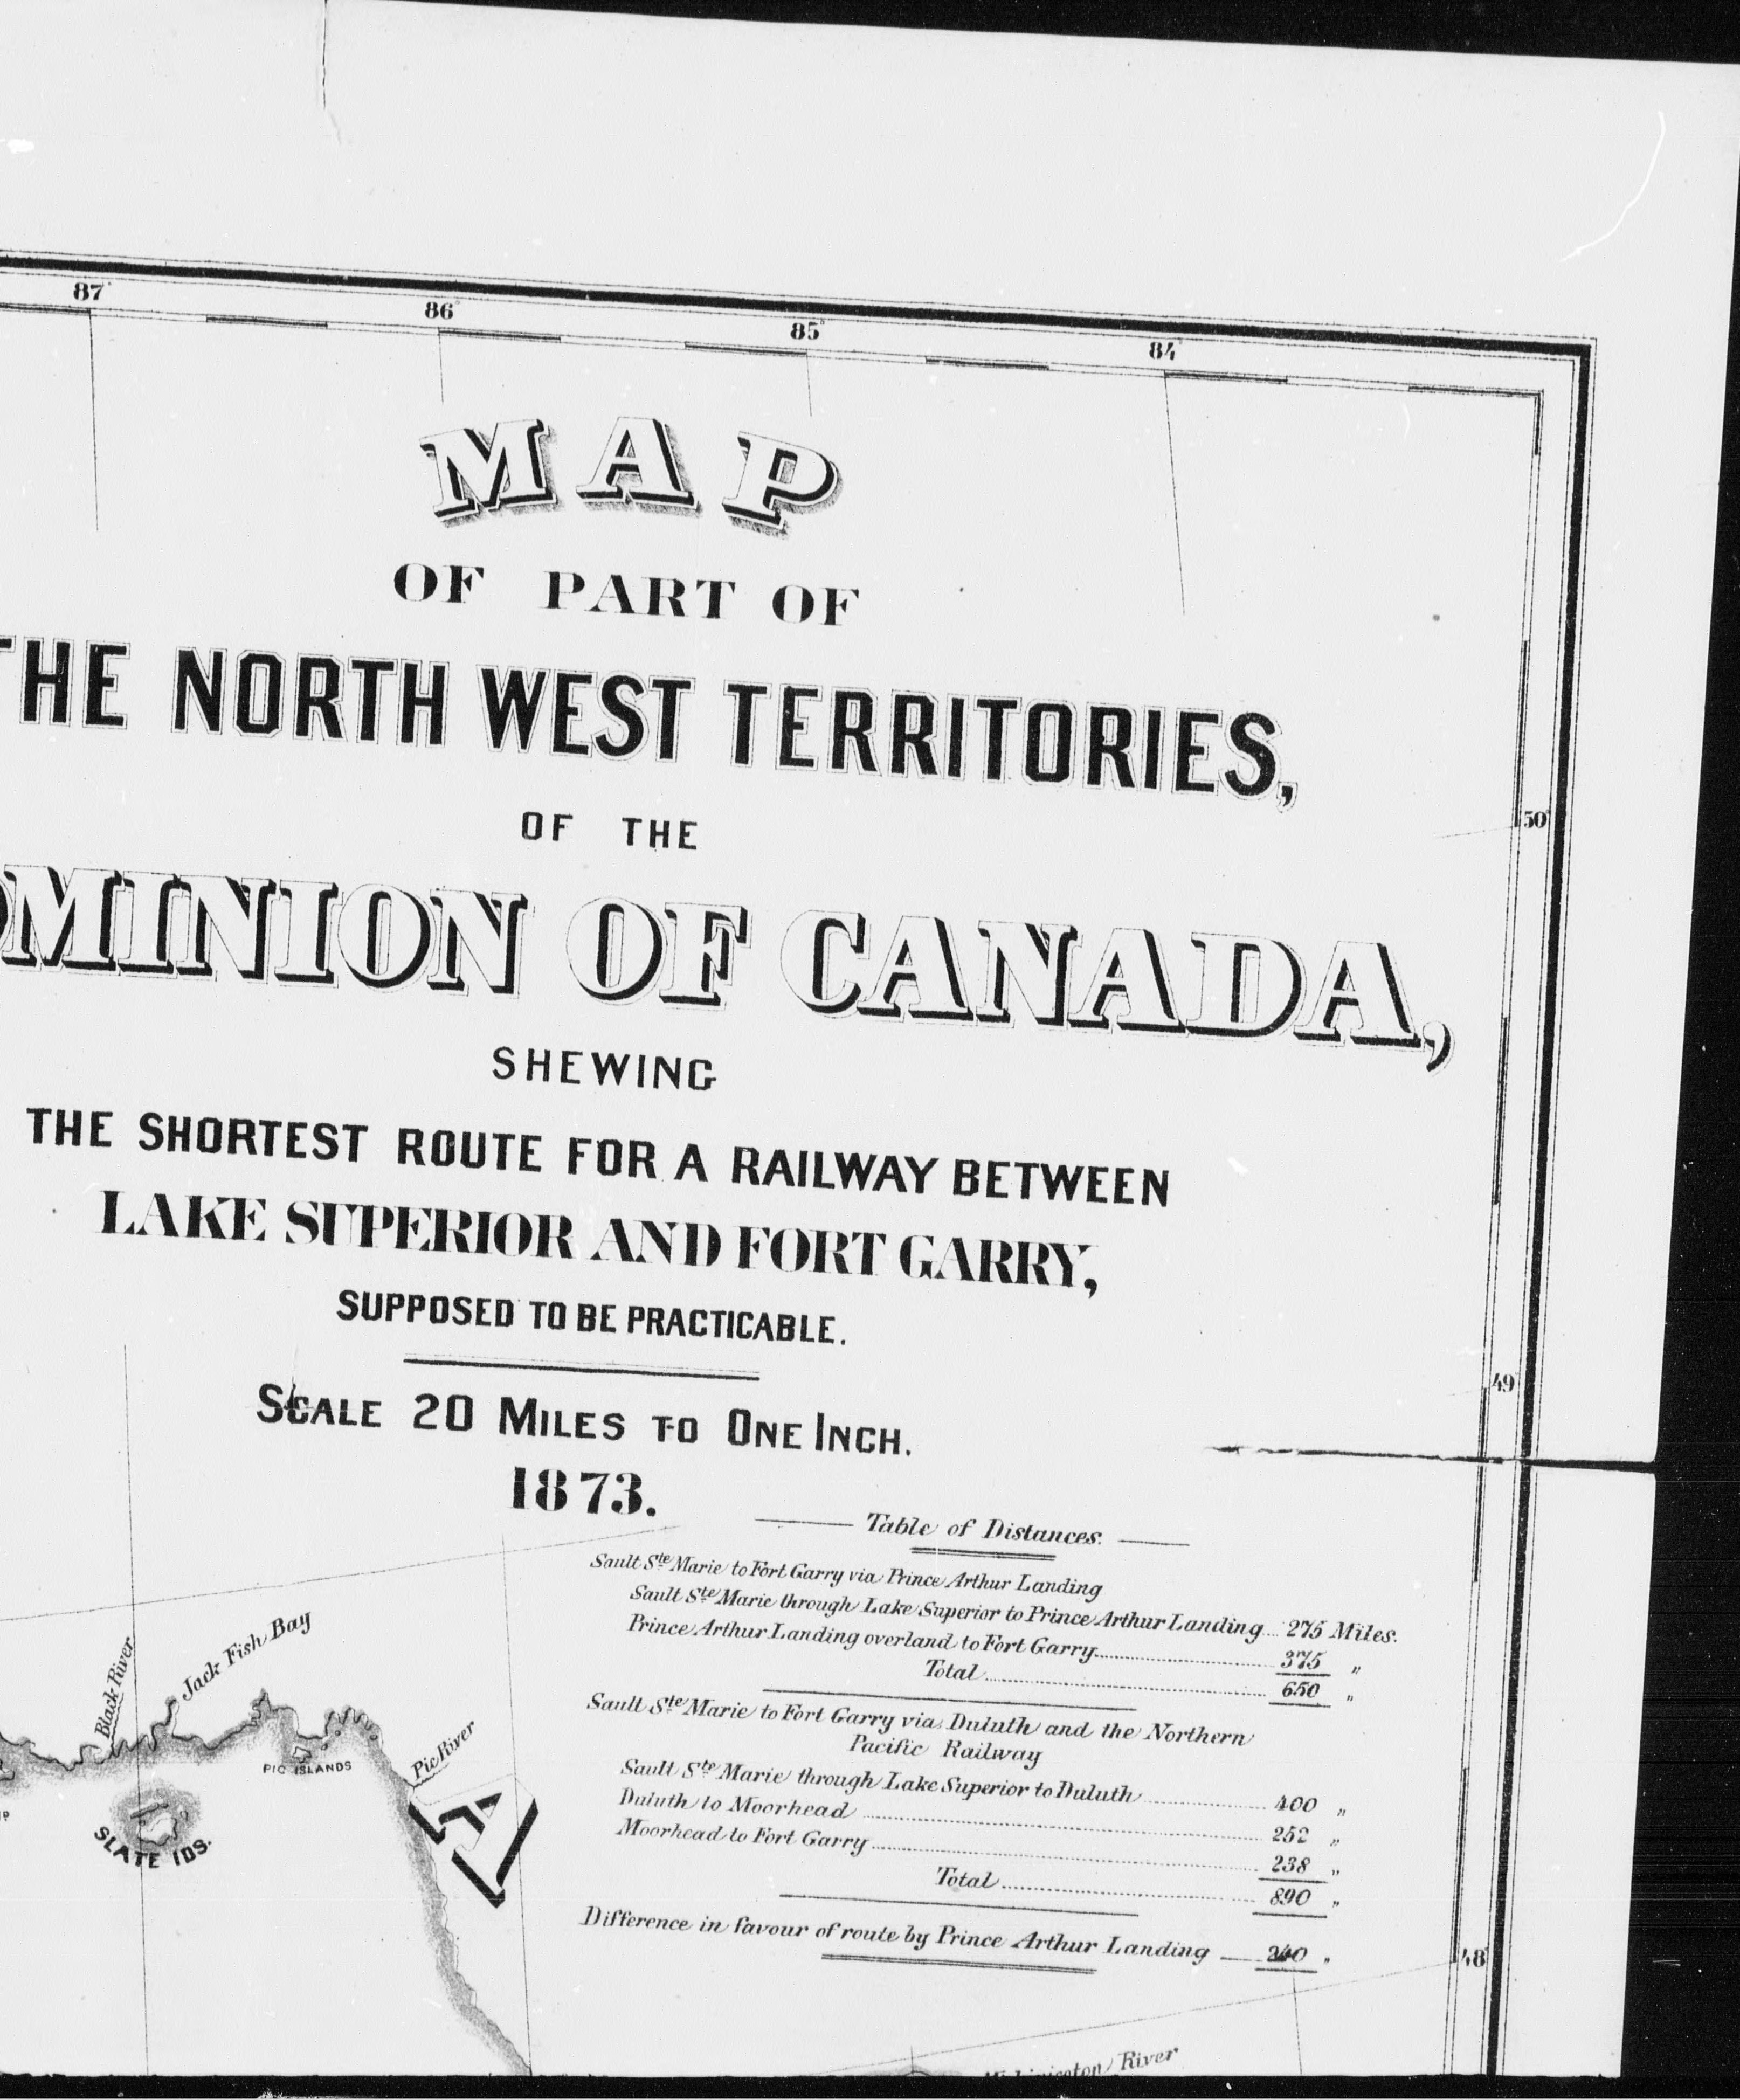 87°
86°
85°
84°
MAP
OF PART OF
THE NORTH WEST TERRITORIES,
50°
OF THE
OMINION OF CANADA,
SHEWING
THE SHORTEST ROUTE FOR A RAILWAY BETWEEN
LAKE SUPERIOR AND FORT GARRY,
SUPPOSED TO BE PRACTICABLE.
49
SCALE 20 MILES TO ONE INCH.
1873.
Table of Distances.
Sault Ste Marie to Fort Garry via Prince Arthur Landing
Sault Ste Marie through Lake Superior to Prince Arthur Landing 275 Miles.
Prince Arthur Landing overland to Fort Garry 375 "
Total 650 "
Sault Ste Marie to Fort Garry via Duluth and the Northern
Pacific Railway
Sault Ste Marie through Lake Superior to Duluth 400 "
Duluth to Moorhead 252 "
Moorhead to Fort Garry 238 "
Total 890 "
Difference in favour of route by Prince Arthur Landing 240 "
48°
Black River
Jack Fish Bay
PIC ISLANDS
Pic River
A
SLATE IDS.
River